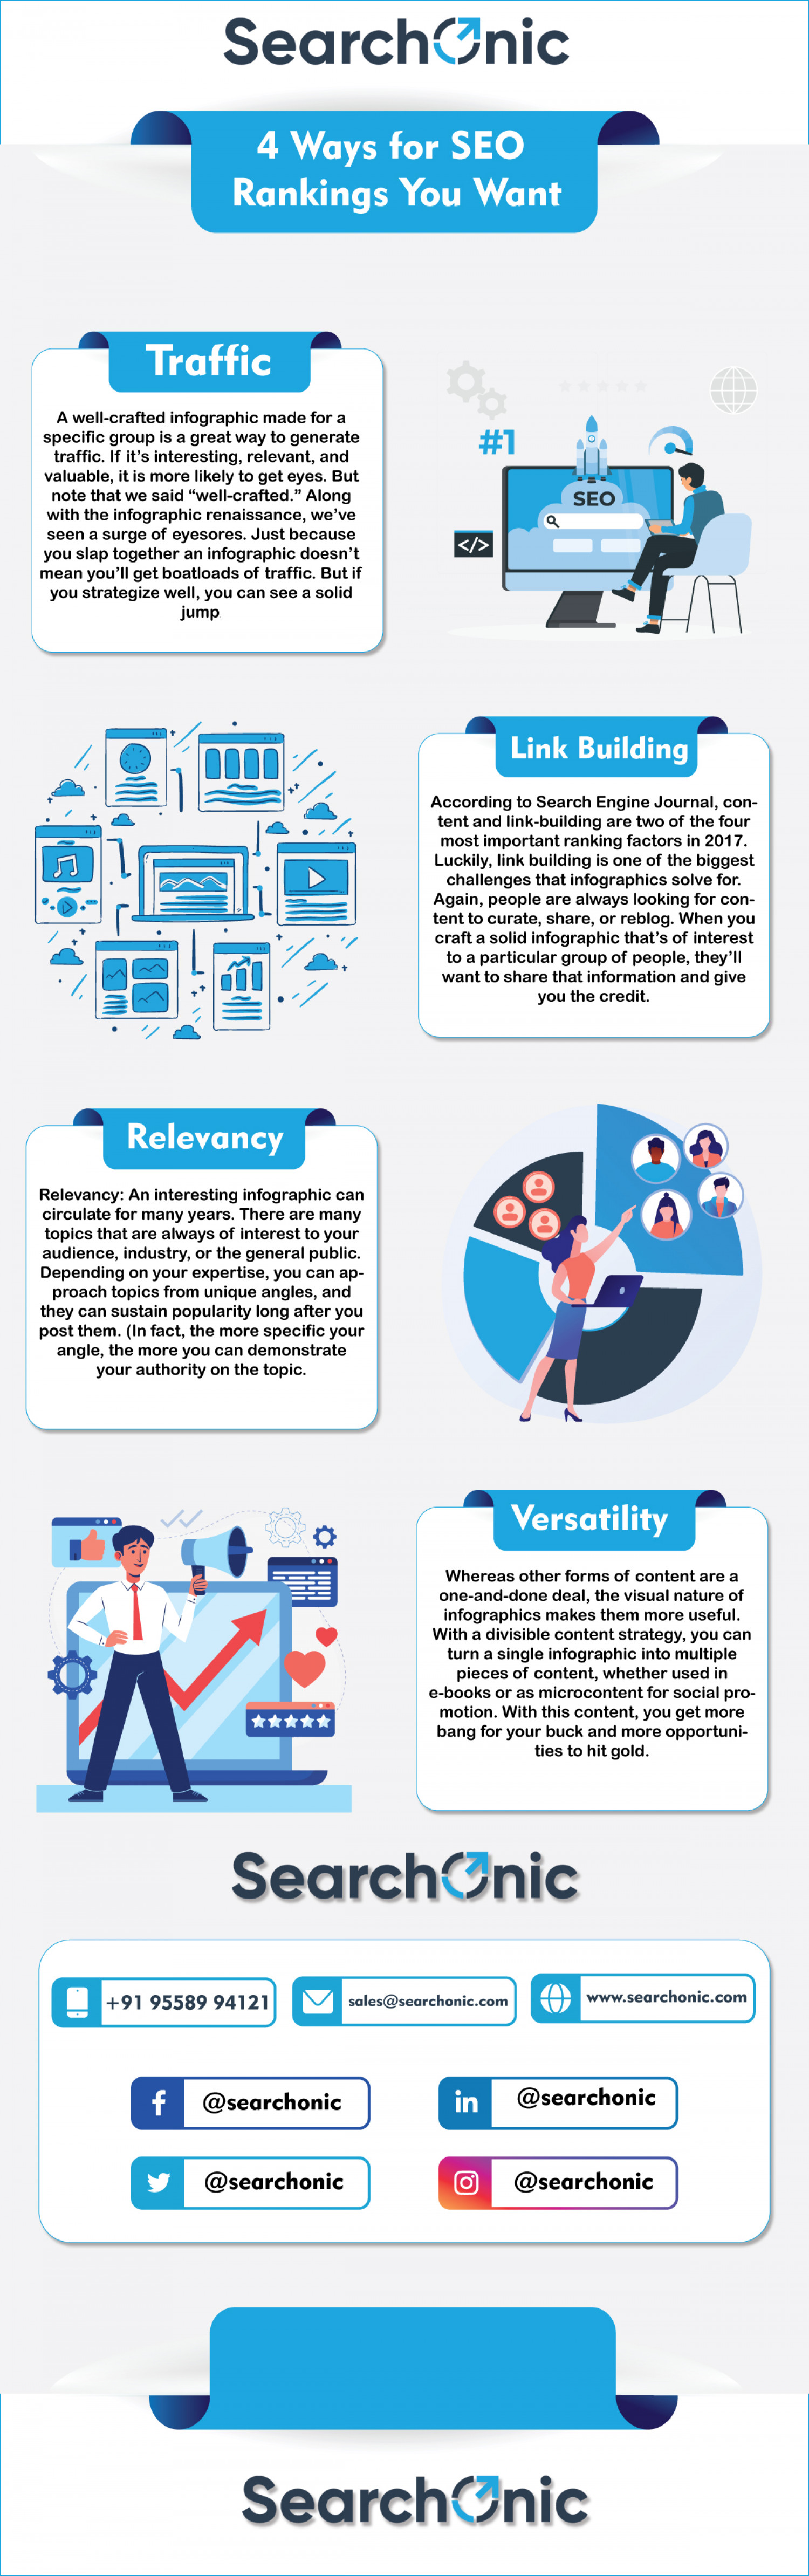 SearchOnic
4 Ways for SEO
Rankings You Want
Traffic
A well-crafted infographic made for a
specific group is a great way to generate
traffic. If it's interesting, relevant, and
valuable, it is more likely to get eyes. But
note that we said “well-crafted.” Along
with the infographic renaissance, we've
seen a surge of eyesores. Just because
you slap together an infographic doesn't
mean you'll get boatloads of traffic. But if
you strategize well, you can see a solid
jump
#1
SEO
</>
Link Building
According to Search Engine Journal, con-
tent and link-building are two of the four
most important ranking factors in 2017.
Luckily, link building is one of the biggest
challenges that infographics solve for.
Again, people are always looking for con-
tent to curate, share, or reblog. When you
craft a solid infographic that's of interest
to a particular group of people, they'll
want to share that information and give
you the credit.
Relevancy
Relevancy: An interesting infographic can
circulate for many years. There are many
topics that are always of interest to your
audience, industry, or the general public.
Depending on your expertise, you can ap-
proach topics from unique angles, and
they can sustain popularity long after you
post them. (In fact, the more specific your
angle, the more you can demonstrate
your authority on the topic.
Versatility
Whereas other forms of content are a
one-and-done deal, the visual nature of
infographics makes them more useful.
With a divisible content strategy, you can
turn a single infographic into multiple
pieces of content, whether used in
e-books or as microcontent for social pro-
motion. With this content, you get more
bang for your buck and more opportuni-
ties to hit gold.
SearchOnic
+91 95589 94121
sales@searchonic.com
www.searchonic.com
f @searchonic
in @searchonic
@searchonic
@searchonic
SearchOnic